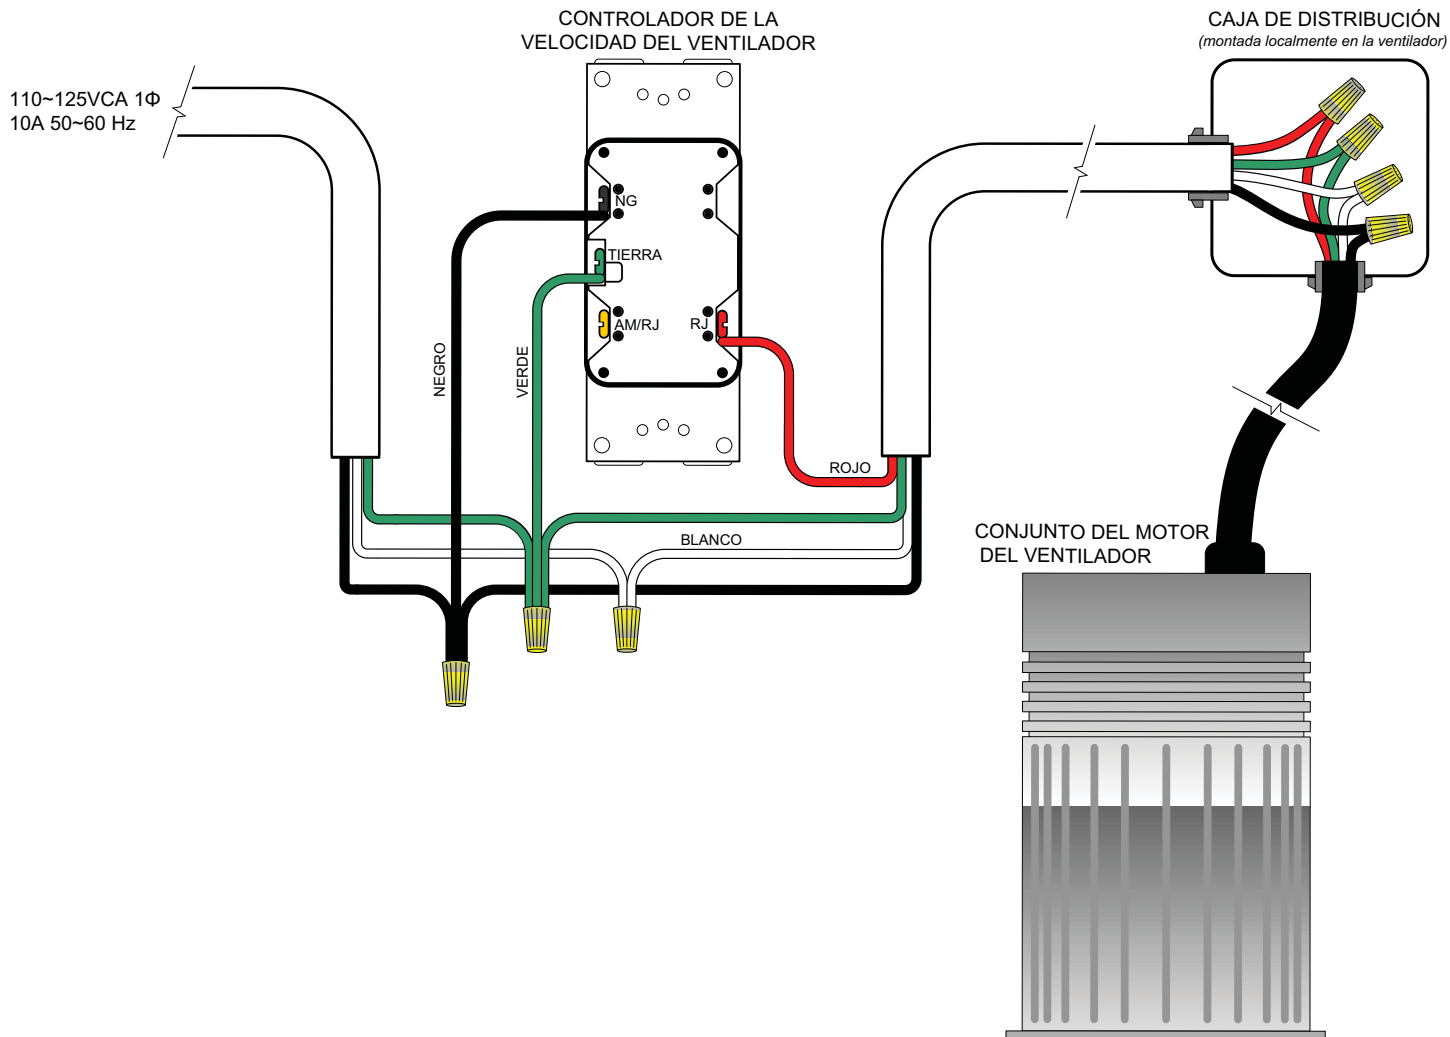 CONTROLADOR DE LA
VELOCIDAD DEL VENTILADOR
CAJA DE DISTRIBUCIÓN
(montada localmente en la ventilador)
110~125VCA 1Φ
10A 50~60 Hz
NG
TIERRA
AM/RJ
RJ
NEGRO
VERDE
ROJO
BLANCO
CONJUNTO DEL MOTOR
DEL VENTILADOR